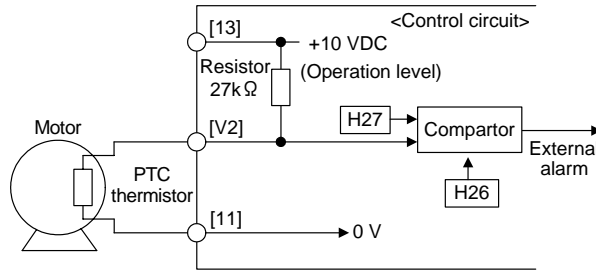 <Control circuit>
[13]
+10 VDC
Resistor
27kΩ
(Operation level)
H27
Motor
[V2]
Compartor
External
alarm
PTC
thermistor
H26
[11]
0 V